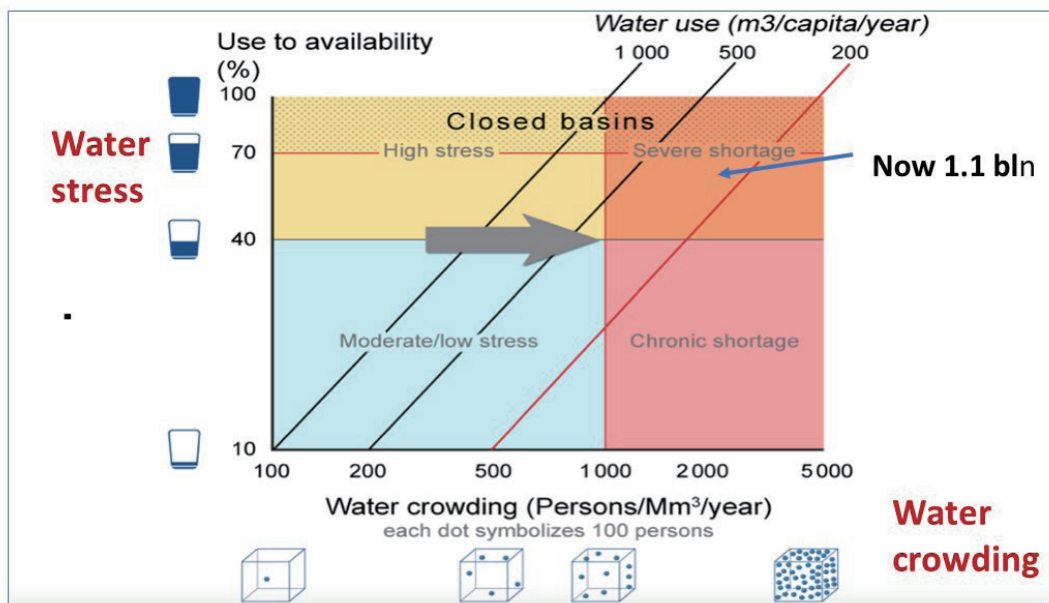 Water use (m3/capita/year)
Use to availability
(%)
1 000
500
200
100
Closed basins
Water
stress
70
High stress
Severe shortage
Now 1.1 bln
40
Moderate/low stress
Chronic shortage
10
100
200
500
1000
2000
5000
Water crowding (Persons/Mm³/year)
each dot symbolizes 100 persons
Water
crowding